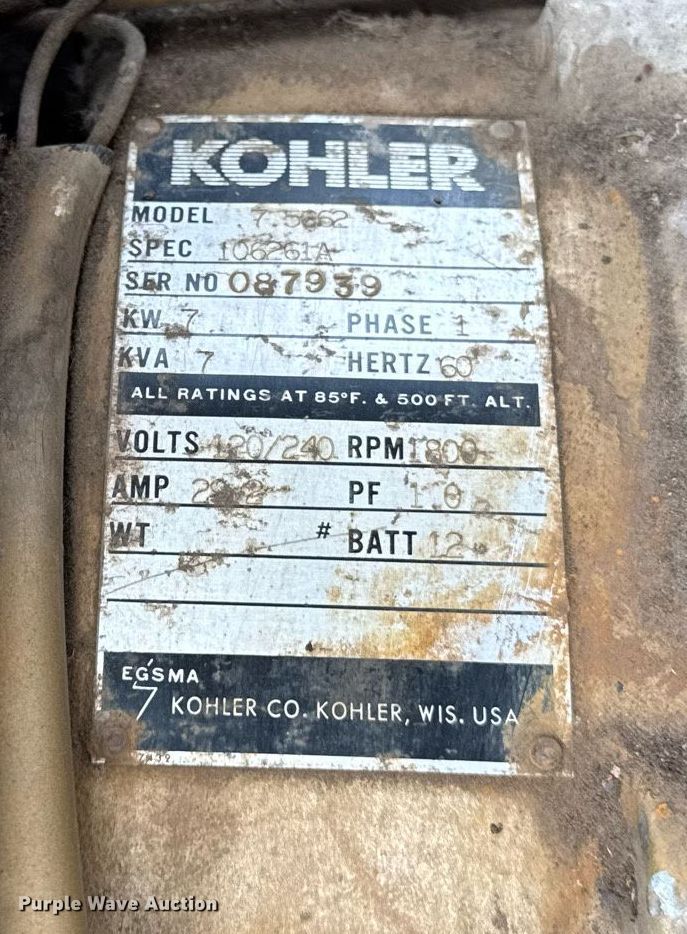 KOHLER
MODEL
SPEC 106261A
SER NO 087939
KW 7 PHASE 1
KVA 7 HERTZ 60
ALL RATINGS AT 85°F. & 500 FT. ALT.
VOLTS 120/240 RPM 1800
AMP PF 1.0
WT # BATT 12
EGSMA
7 KOHLER CO. KOHLER, WIS. USA
Purple Wave Auction